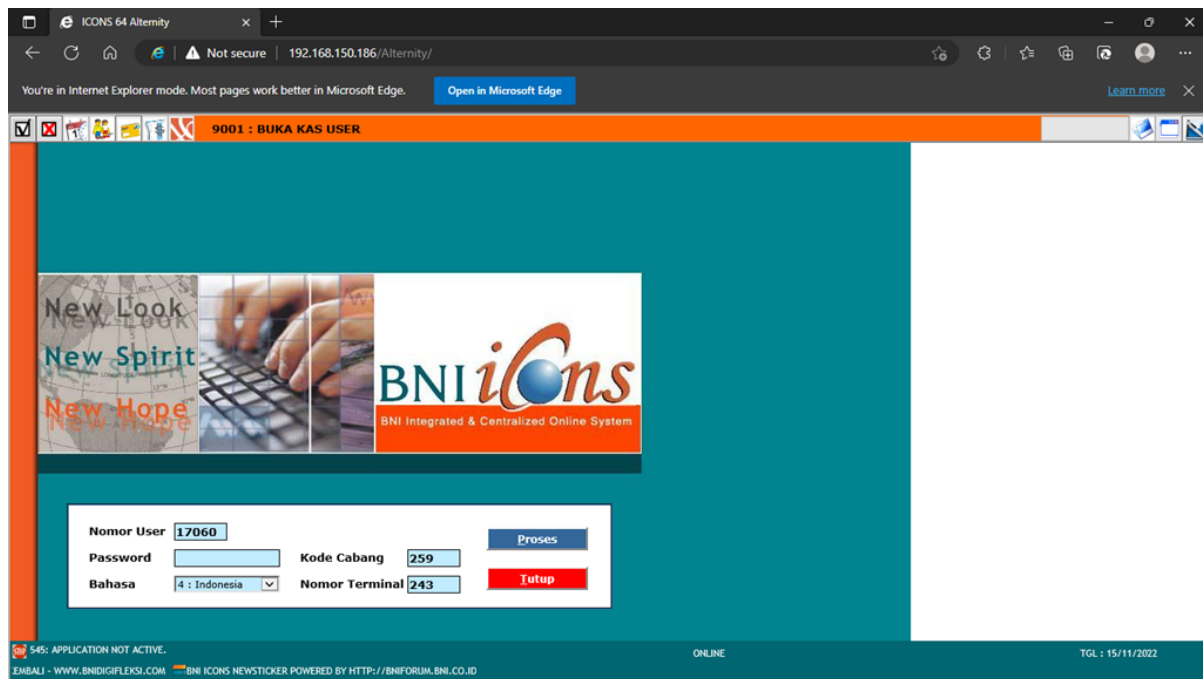 ICONS 64 Alternity
Not secure 192.168.150.186/Alternity/
You're in Internet Explorer mode. Most pages work better in Microsoft Edge. Open in Microsoft Edge Learn more
9001 : BUKA KAS USER
New Look
New Spirit
New Hope
BNI icons
BNI Integrated & Centralized Online System
Nomor User 17060
Proses
Password Kode Cabang 259
Bahasa 4 : Indonesia Nomor Terminal 243
Tutup
545: APPLICATION NOT ACTIVE. ONLINE TGL : 15/11/2022
EMBALI - WWW.BNIDIGIFLEKSI.COM BNI ICONS NEWSTICKER POWERED BY HTTP://BNIFORUM.BNI.CO.ID